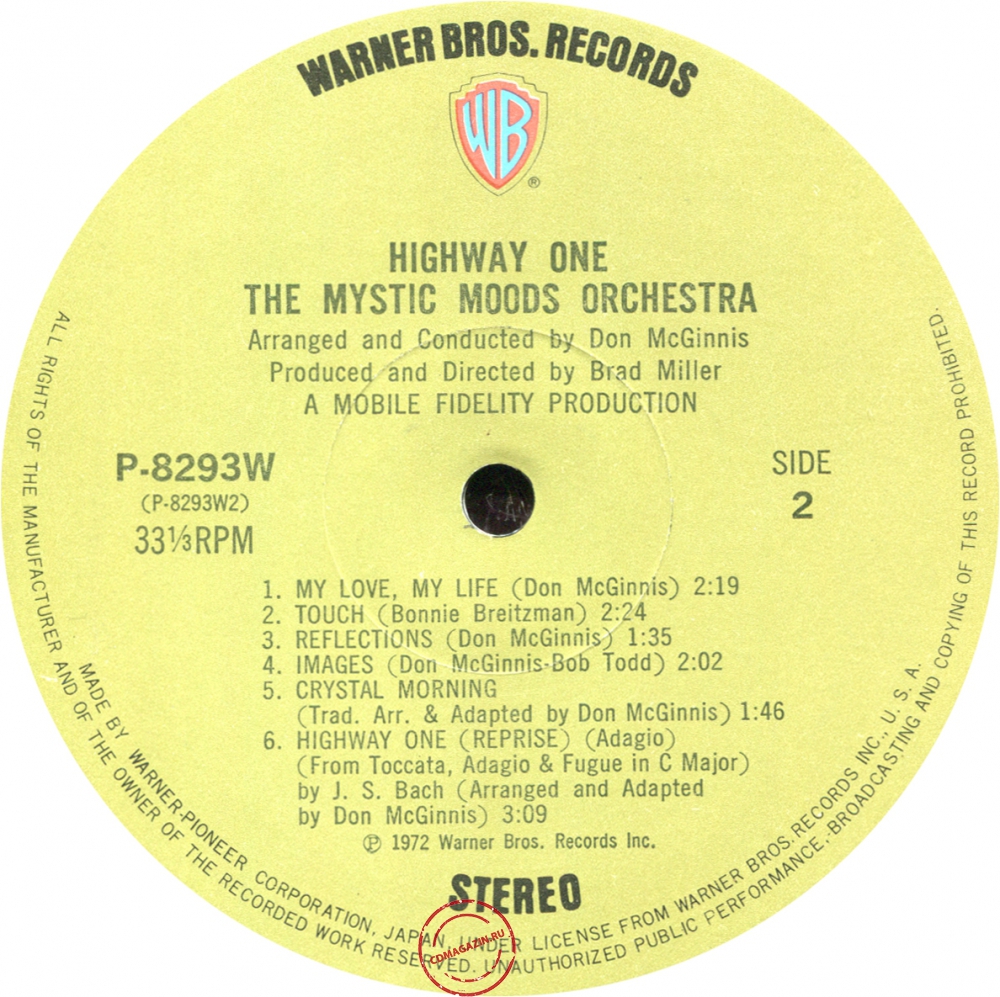 WARNER BROS. RECORDS
WB
®
HIGHWAY ONE
THE MYSTIC MOODS ORCHESTRA
Arranged and Conducted by Don McGinnis
Produced and Directed by Brad Miller
A MOBILE FIDELITY PRODUCTION
P-8293W
(P-8293W2)
33⅓RPM
SIDE
2
1. MY LOVE, MY LIFE (Don McGinnis) 2:19
2. TOUCH (Bonnie Breitzman) 2:24
3. REFLECTIONS (Don McGinnis) 1:35
4. IMAGES (Don McGinnis-Bob Todd) 2:02
5. CRYSTAL MORNING
(Trad. Arr. & Adapted by Don McGinnis) 1:46
6. HIGHWAY ONE (REPRISE) (Adagio)
(From Toccata, Adagio & Fugue in C Major)
by J. S. Bach (Arranged and Adapted
by Don McGinnis) 3:09
℗ 1972 Warner Bros. Records Inc.
STEREO
MADE BY WARNER-PIONEER CORPORATION, JAPAN, UNDER LICENSE FROM WARNER BROS. RECORDS INC., U. S. A.
ALL RIGHTS OF THE MANUFACTURER AND OF THE OWNER OF THE RECORDED WORK RESERVED. UNAUTHORIZED PUBLIC PERFORMANCE, BROADCASTING AND COPYING OF THIS RECORD PROHIBITED.
CDMAGAZIN.RU